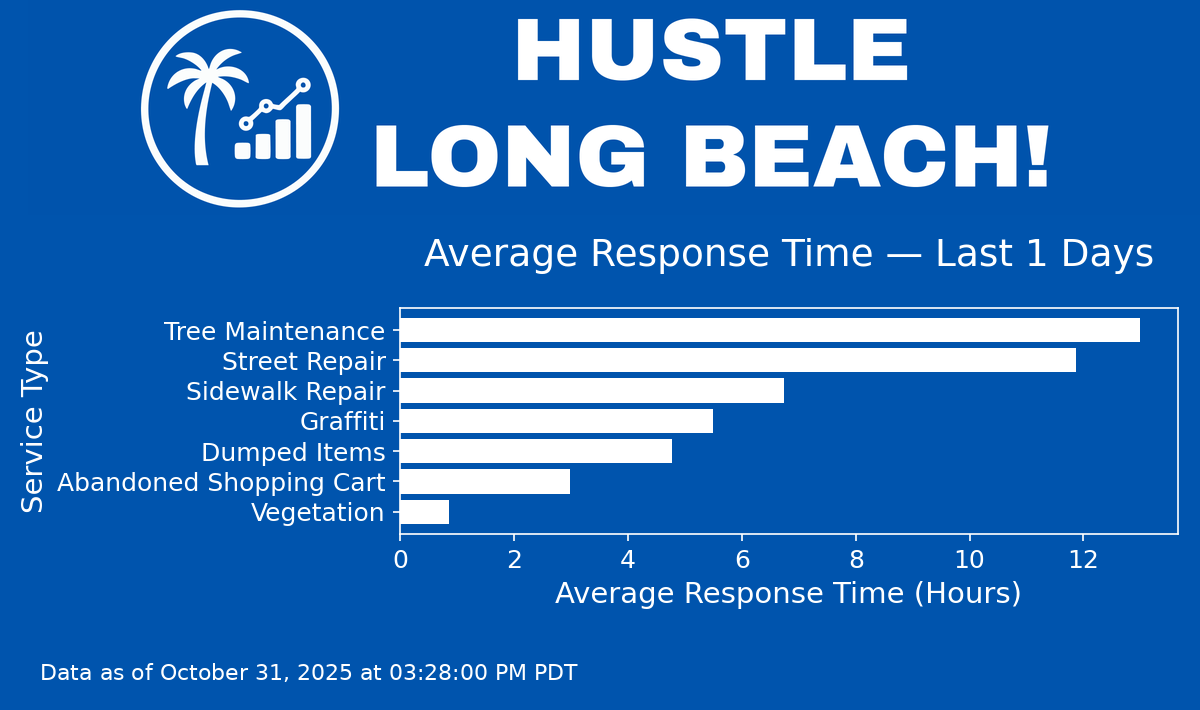 HUSTLE
LONG BEACH!
Average Response Time — Last 1 Days
Service Type
Tree Maintenance
Street Repair
Sidewalk Repair
Graffiti
Dumped Items
Abandoned Shopping Cart
Vegetation
0 2 4 6 8 10 12
Average Response Time (Hours)
Data as of October 31, 2025 at 03:28:00 PM PDT